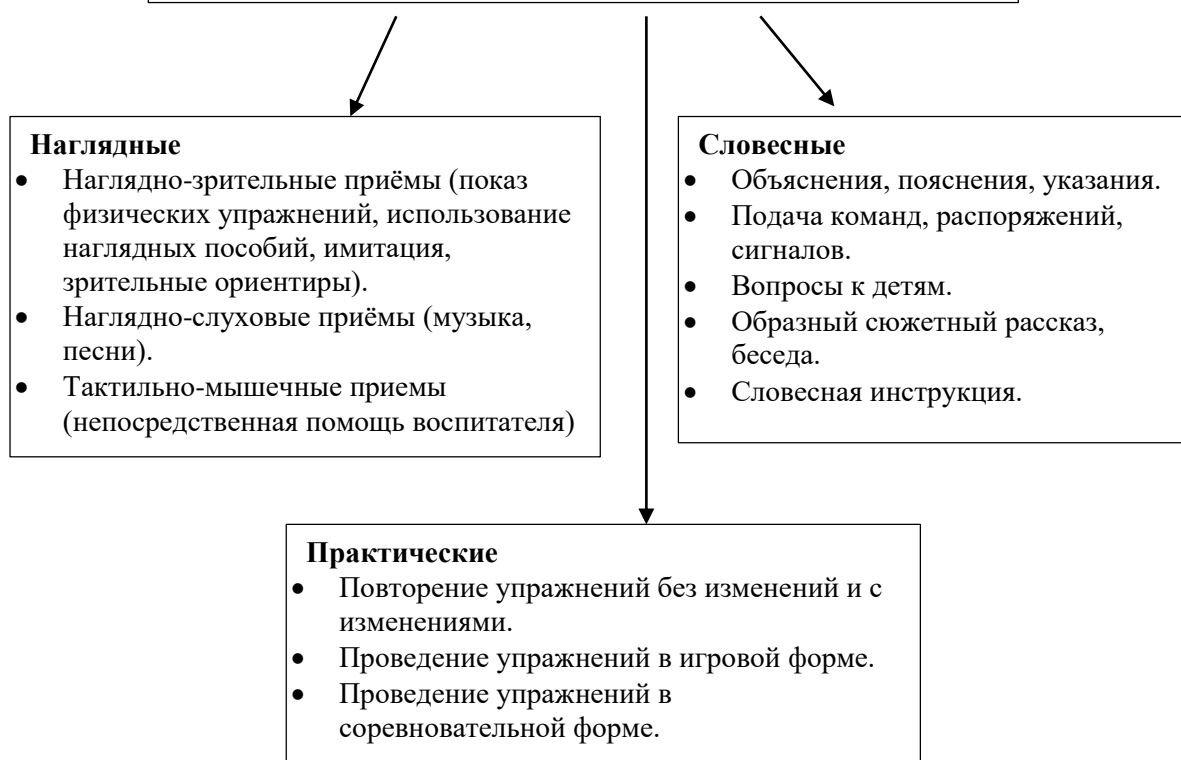 Наглядные
• Наглядно-зрительные приёмы (показ
физических упражнений, использование
наглядных пособий, имитация,
зрительные ориентиры).
• Наглядно-слуховые приёмы (музыка,
песни).
• Тактильно-мышечные приемы
(непосредственная помощь воспитателя)
Словесные
• Объяснения, пояснения, указания.
• Подача команд, распоряжений,
сигналов.
• Вопросы к детям.
• Образный сюжетный рассказ,
беседа.
• Словесная инструкция.
Практические
• Повторение упражнений без изменений и с
изменениями.
• Проведение упражнений в игровой форме.
• Проведение упражнений в
соревновательной форме.